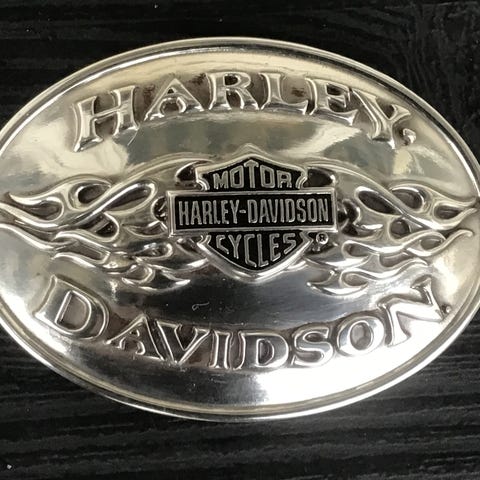 HARLEY-
MOTOR
HARLEY-DAVIDSON
CYCLES ®
DAVIDSON